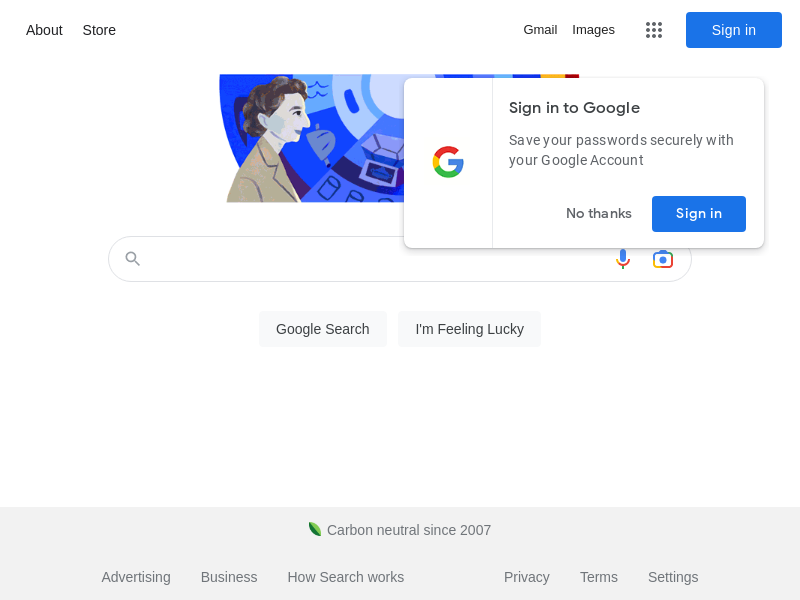 About Store Gmail Images Sign in
Sign in to Google
Save your passwords securely with
your Google Account
No thanks Sign in
Google Search I'm Feeling Lucky
Carbon neutral since 2007
Advertising Business How Search works Privacy Terms Settings